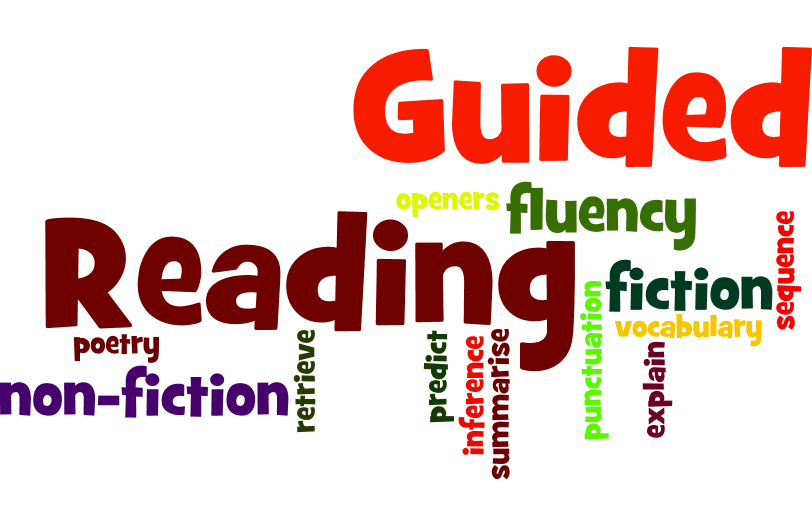 Guided
openers
fluency
Reading
sequence
fiction
vocabulary
poetry
non-fiction
retrieve
predict
inference
summarise
punctuation
explain